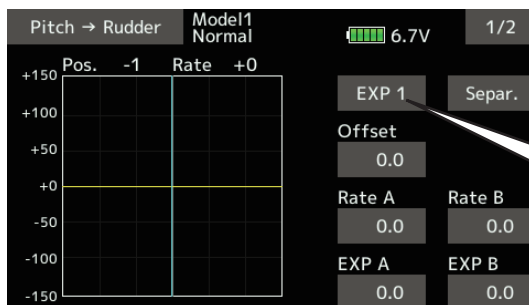 Pitch → Rudder Model1 6.7V 1/2
Normal
Pos. -1 Rate +0
+150
EXP 1 Separ.
+100
Offset
+50
0.0
+0
Rate A Rate B
-50
0.0 0.0
-100
EXP A EXP B
-150
0.0 0.0